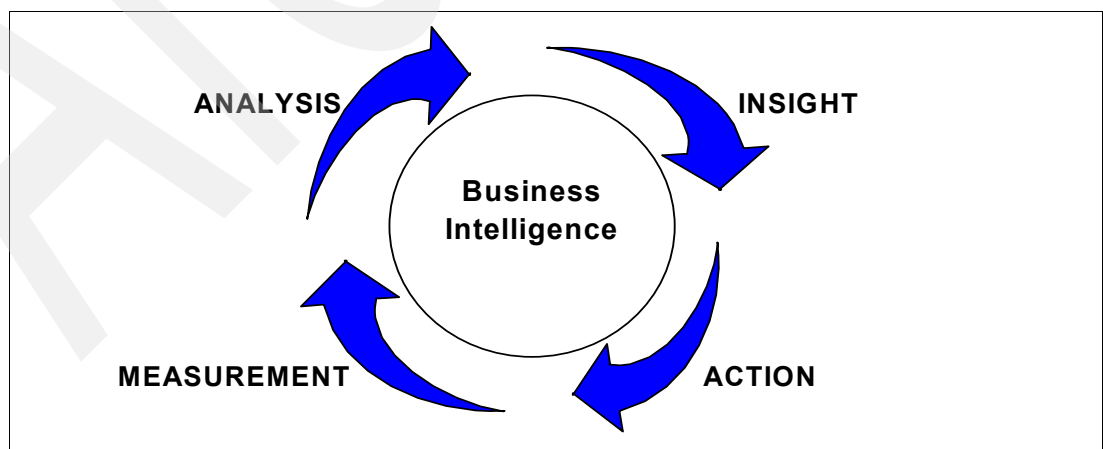 ANALYSIS
INSIGHT
Business
Intelligence
MEASUREMENT
ACTION